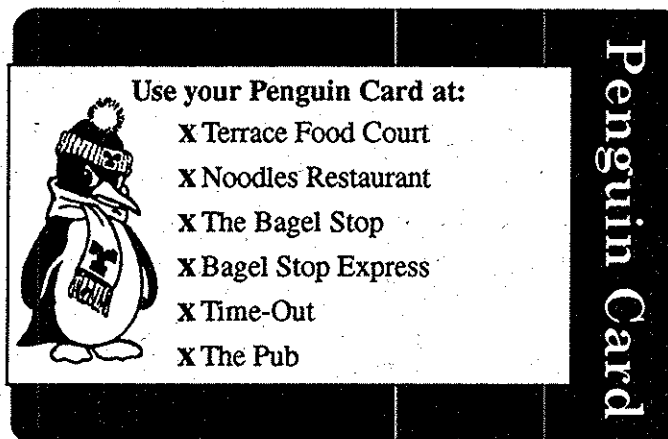 Use your Penguin Card at:
X Terrace Food Court
X Noodles Restaurant
X The Bagel Stop
X Bagel Stop Express
X Time-Out
X The Pub
Penguin Card
Y